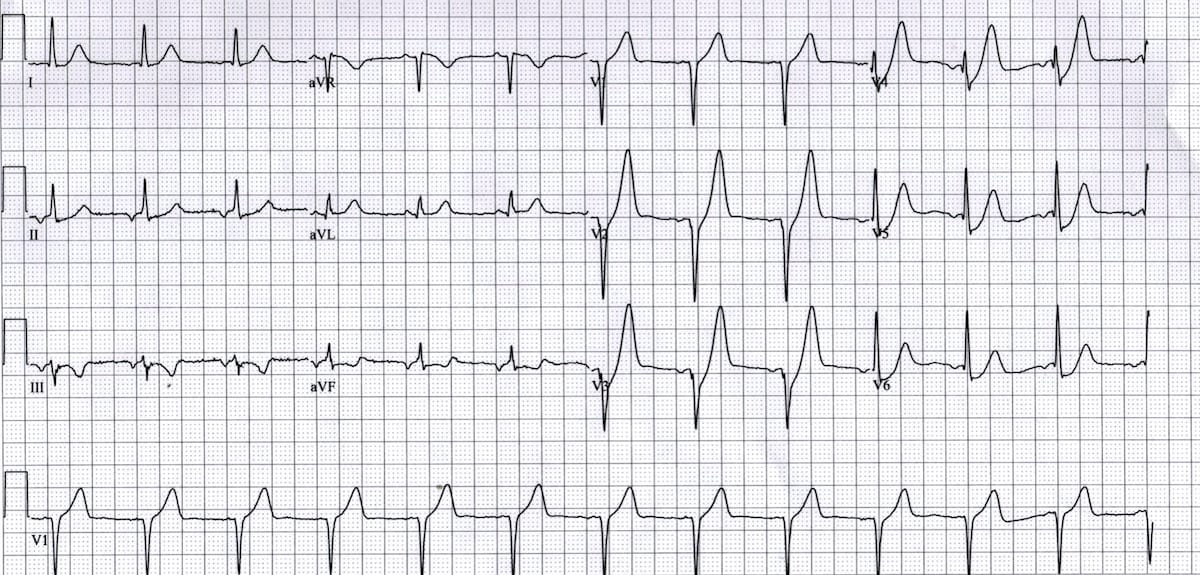 I aVR V1 V4
II aVL V2 V5
III aVF V3 V6
V1